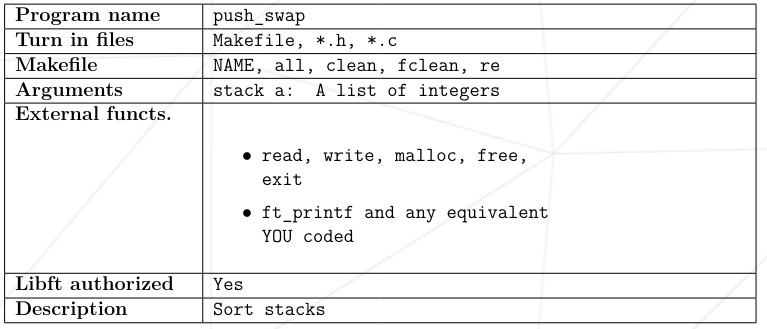 Program name push_swap
Turn in files Makefile, *.h, *.c
Makefile NAME, all, clean, fclean, re
Arguments stack a: A list of integers
External functs.
• read, write, malloc, free,
exit
• ft_printf and any equivalent
YOU coded
Libft authorized Yes
Description Sort stacks